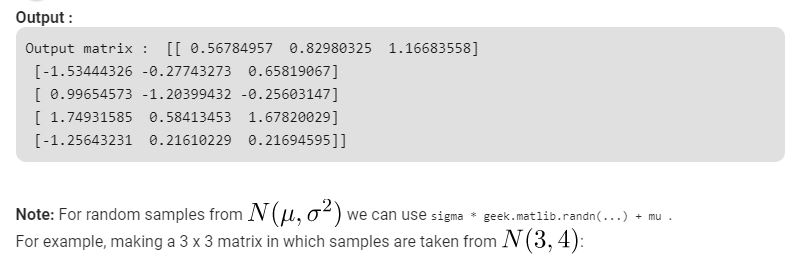 Output :
Output matrix :  [[ 0.56784957  0.82980325  1.16683558]
 [-1.53444326 -0.27743273  0.65819067]
 [ 0.99654573 -1.20399432 -0.25603147]
 [ 1.74931585  0.58413453  1.67820029]
 [-1.25643231  0.21610229  0.21694595]]
Note: For random samples from N(μ, σ²) we can use sigma * geek.matlib.randn(...) + mu .
For example, making a 3 x 3 matrix in which samples are taken from N(3, 4):